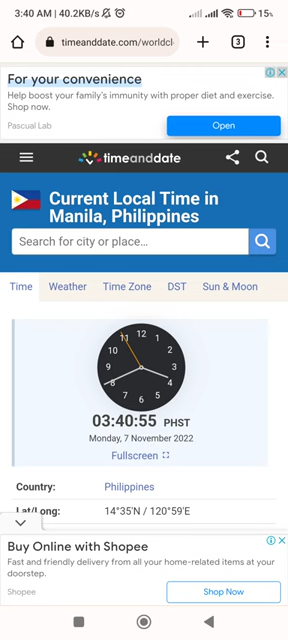 3:40 AM | 40.2KB/s
15%
timeanddate.com/worldcl
3
For your convenience
Help boost your family's immunity with proper diet and exercise.
Shop now.
Pascual Lab
Open
timeanddate
Current Local Time in
Manila, Philippines
Search for city or place...
Time Weather Time Zone DST Sun & Moon
12
11 1
10 2
9 3
8 4
7 5
6
03:40:55 PHST
Monday, 7 November 2022
Fullscreen
Country: Philippines
Lat/Long: 14°35'N / 120°59'E
Buy Online with Shopee
Fast and friendly delivery from all your home-related items at your
doorstep.
Shopee
Shop Now